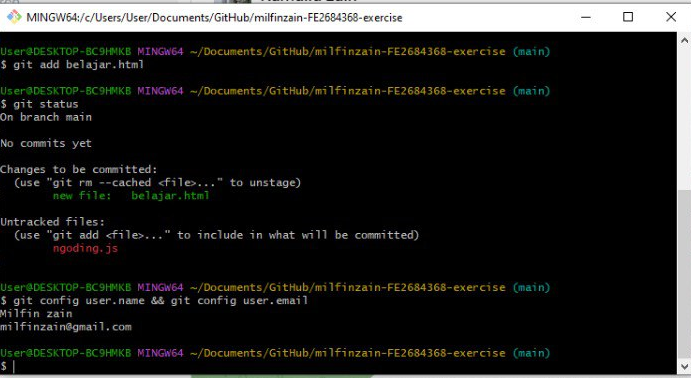 MINGW64:/c/Users/User/Documents/GitHub/milfinzain-FE2684368-exercise
User@DESKTOP-BC9HMKB MINGW64 ~/Documents/GitHub/milfinzain-FE2684368-exercise (main)
$ git add belajar.html
User@DESKTOP-BC9HMKB MINGW64 ~/Documents/GitHub/milfinzain-FE2684368-exercise (main)
$ git status
On branch main
No commits yet
Changes to be committed:
  (use "git rm --cached <file>..." to unstage)
        new file:   belajar.html
Untracked files:
  (use "git add <file>..." to include in what will be committed)
        ngoding.js
User@DESKTOP-BC9HMKB MINGW64 ~/Documents/GitHub/milfinzain-FE2684368-exercise (main)
$ git config user.name && git config user.email
Milfin zain
milfinzain@gmail.com
User@DESKTOP-BC9HMKB MINGW64 ~/Documents/GitHub/milfinzain-FE2684368-exercise (main)
$